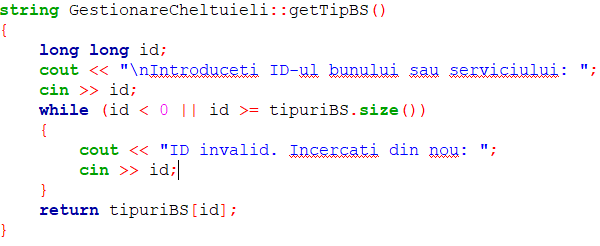 string GestionareCheltuieli::getTipBS()
{
    long long id;
    cout << "\nIntroduceti ID-ul bunului sau serviciului: ";
    cin >> id;
    while (id < 0 || id >= tipuriBS.size())
    {
        cout << "ID invalid. Incercati din nou: ";
        cin >> id;
    }
    return tipuriBS[id];
}